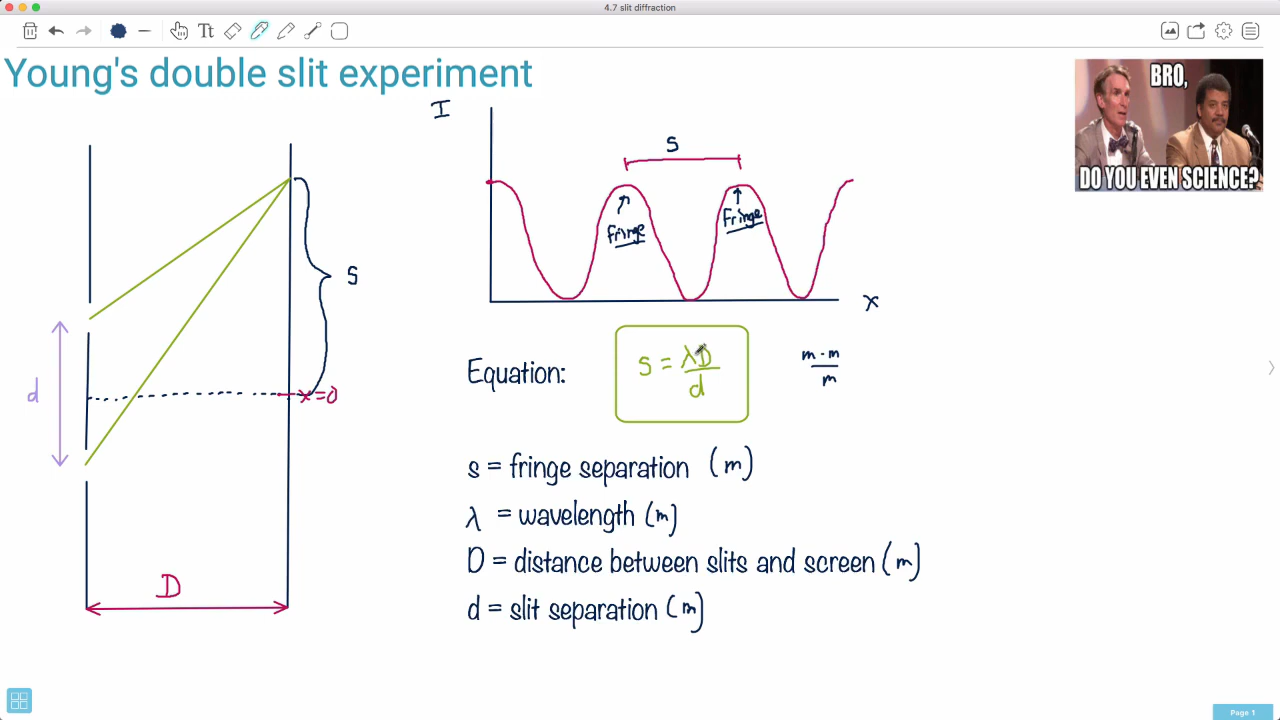 4.7 slit diffraction
Tt
Young's double slit experiment
BRO,
DO YOU EVEN SCIENCE?
I
S
Fringe
Fringe
x
S
d
x=0
D
Equation:
S = λD/d
m·m/m
s = fringe separation (m)
λ = wavelength (m)
D = distance between slits and screen (m)
d = slit separation (m)
Page 1